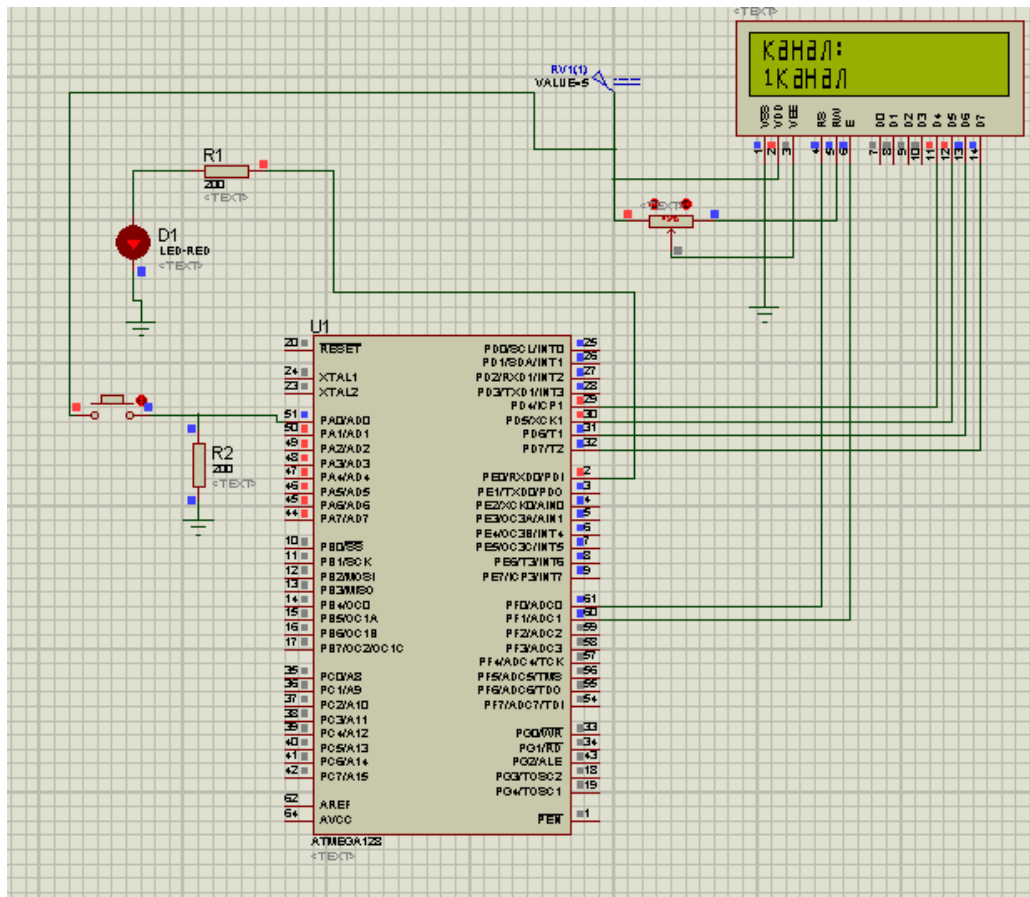 <TEXT>
Канал:
1Канал
RV1(1)
VALUE=5
VSS VDD VEE RS RW E D0 D1 D2 D3 D4 D5 D6 D7
1 2 3 4 5 6 7 8 9 10 11 12 13 14
R1
200
<TEXT>
<TEXT>
D1
LED-RED
<TEXT>
R2
200
<TEXT>
U1
20 RESET
24 XTAL1
23 XTAL2
51 PA0/AD0
50 PA1/AD1
49 PA2/AD2
48 PA3/AD3
47 PA4/AD4
46 PA5/AD5
45 PA6/AD6
44 PA7/AD7
10 PB0/SS
11 PB1/SCK
12 PB2/MOSI
13 PB3/MISO
14 PB4/OC0
15 PB5/OC1A
16 PB6/OC1B
17 PB7/OC2/OC1C
35 PC0/A8
36 PC1/A9
37 PC2/A10
38 PC3/A11
39 PC4/A12
40 PC5/A13
41 PC6/A14
42 PC7/A15
62 AREF
64 AVCC
PD0/SCL/INT0 25
PD1/SDA/INT1 26
PD2/RXD1/INT2 27
PD3/TXD1/INT3 28
PD4/ICP1 29
PD5/XCK1 30
PD6/T1 31
PD7/T2 32
PE0/RXD0/PDI 2
PE1/TXD0/PDO 3
PE2/XCK0/AIN0 4
PE3/OC3A/AIN1 5
PE4/OC3B/INT4 6
PE5/OC3C/INT5 7
PE6/T3/INT6 8
PE7/ICP3/INT7 9
PF0/ADC0 61
PF1/ADC1 60
PF2/ADC2 59
PF3/ADC3 58
PF4/ADC4/TCK 57
PF5/ADC5/TMS 56
PF6/ADC6/TDO 55
PF7/ADC7/TDI 54
PG0/WR 33
PG1/RD 34
PG2/ALE 43
PG3/TOSC2 18
PG4/TOSC1 19
PEN 1
ATMEGA128
<TEXT>